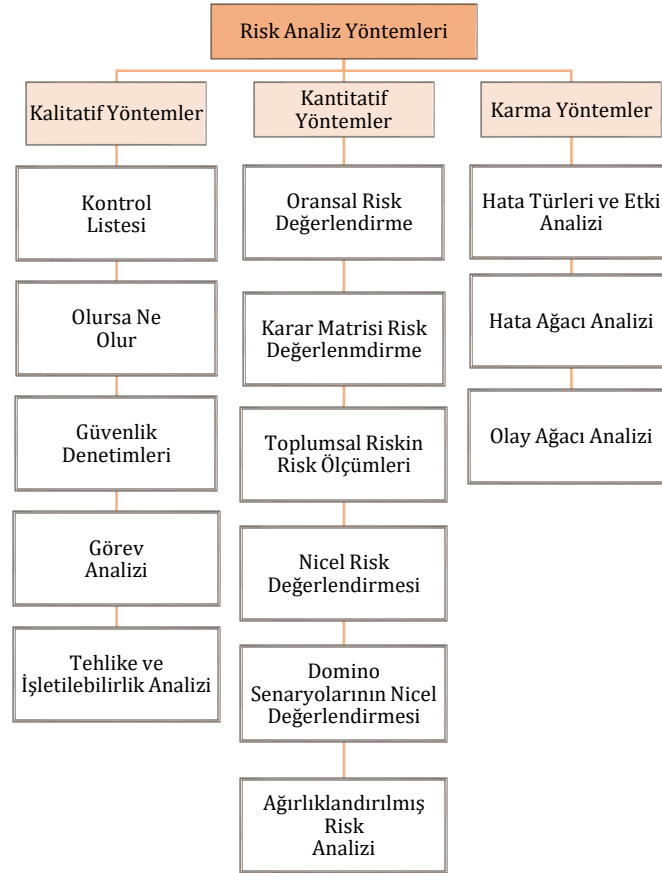 Risk Analiz Yöntemleri
Kalitatif Yöntemler
Kontrol
Listesi
Olursa Ne
Olur
Güvenlik
Denetimleri
Görev
Analizi
Tehlike ve
İşletilebilirlik Analizi
Kantitatif
Yöntemler
Oransal Risk
Değerlendirme
Karar Matrisi Risk
Değerlenmdirme
Toplumsal Riskin
Risk Ölçümleri
Nicel Risk
Değerlendirmesi
Domino
Senaryolarının Nicel
Değerlendirmesi
Ağırlıklandırılmış
Risk
Analizi
Karma Yöntemler
Hata Türleri ve Etki
Analizi
Hata Ağacı Analizi
Olay Ağacı Analizi